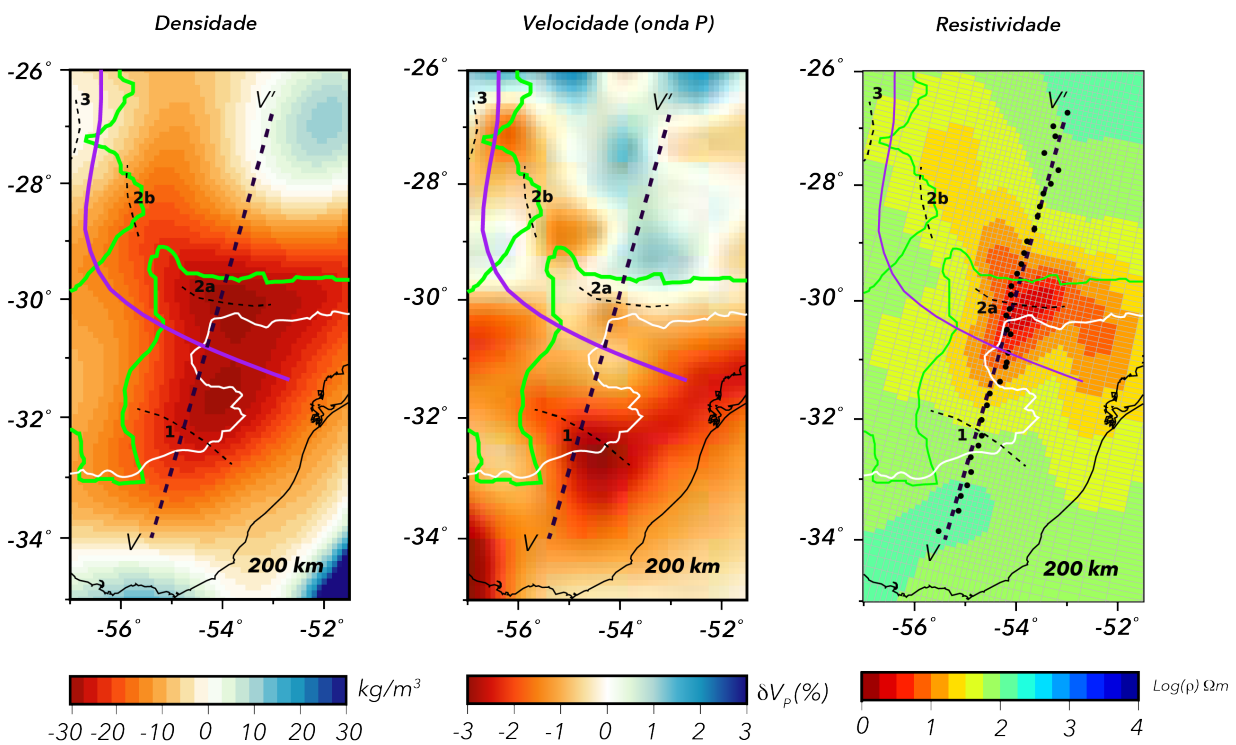 Densidade
Velocidade (onda P)
Resistividade
-26°
-28°
-30°
-32°
-34°
3
2b
2a
1
V'
V
200 km
-56°
-54°
-52°
-26°
-28°
-30°
-32°
-34°
3
2b
2a
1
V'
V
200 km
-56°
-54°
-52°
-26°
-28°
-30°
-32°
-34°
3
2b
2a
1
V'
V
200 km
-56°
-54°
-52°
-30 -20 -10 0 10 20 30
kg/m³
-3 -2 -1 0 1 2 3
δVₚ(%)
0 1 2 3 4
Log(ρ) Ωm